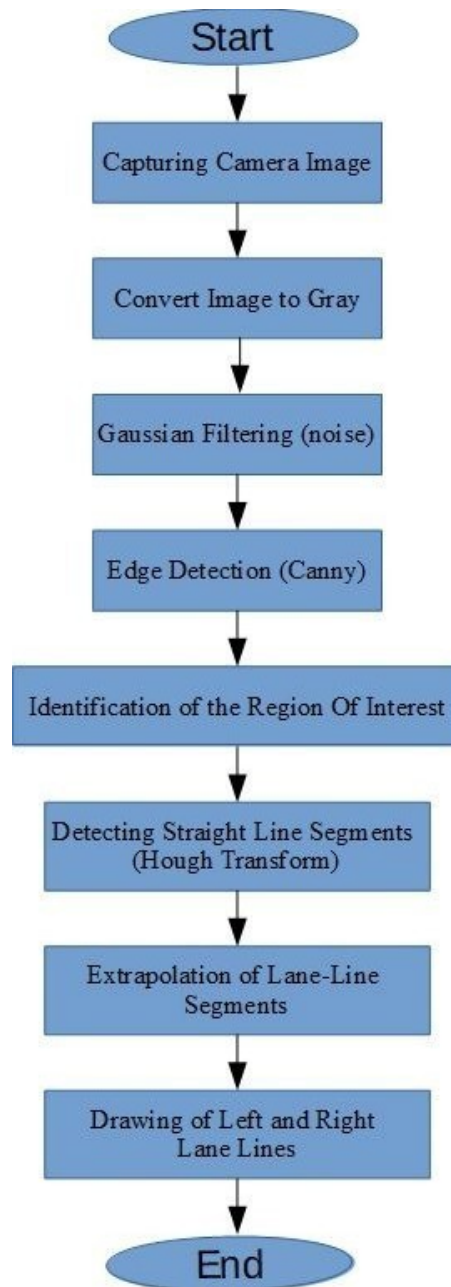 Start
Capturing Camera Image
Convert Image to Gray
Gaussian Filtering (noise)
Edge Detection (Canny)
Identification of the Region Of Interest
Detecting Straight Line Segments
(Hough Transform)
Extrapolation of Lane-Line
Segments
Drawing of Left and Right
Lane Lines
End